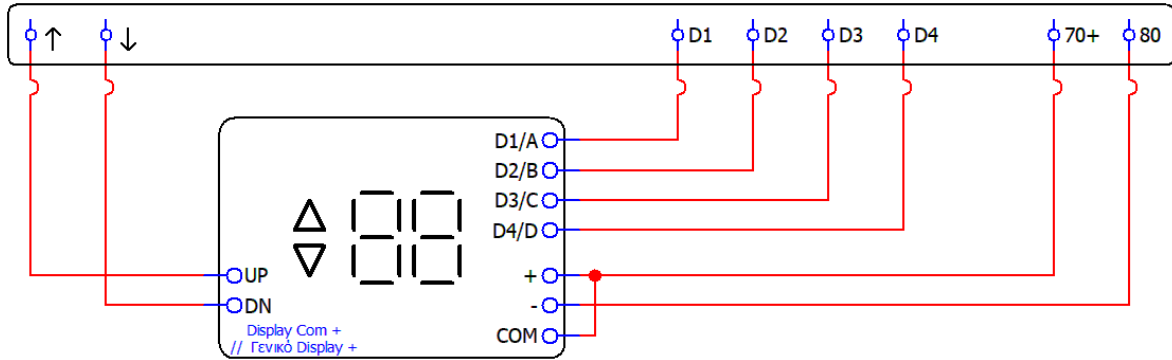 ↑ ↓ D1 D2 D3 D4 70+ 80
D1/A
D2/B
D3/C
D4/D
UP +
DN -
COM
Display Com +
// Γενικό Display +